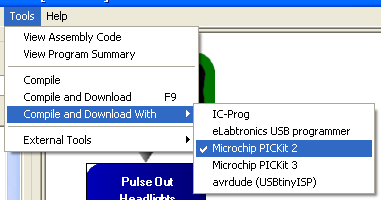 Tools Help
View Assembly Code
View Program Summary
Compile
Compile and Download F9
Compile and Download With
External Tools
IC-Prog
eLabtronics USB programmer
Microchip PICKit 2
Microchip PICKit 3
avrdude (USBtinyISP)
Pulse Out
Headlights